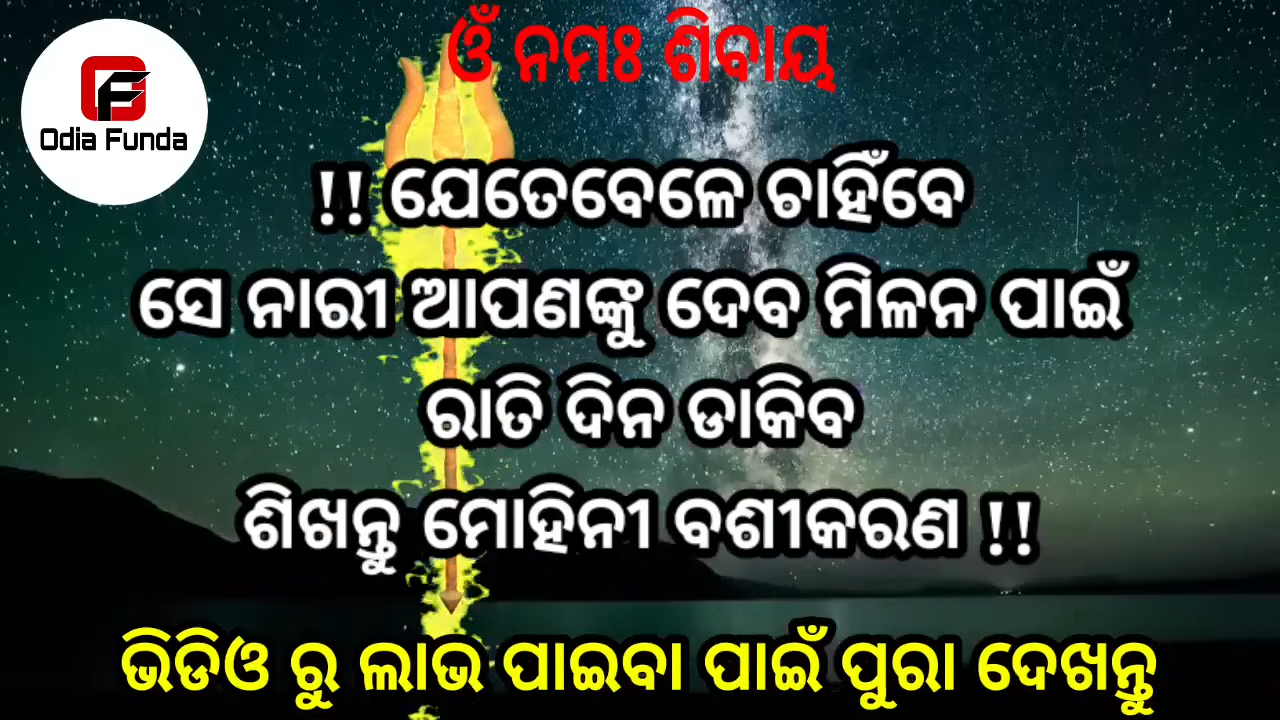 ଓଁ ନମଃ ଶିବାୟ
Odia Funda
!! ଯେତେବେଳେ ଚାହିଁବେ
ସେ ନାରୀ ଆପଣଙ୍କୁ ଦେବ ମିଳନ ପାଇଁ
ରାତି ଦିନ ଡାକିବ
ଶିଖନ୍ତୁ ମୋହିନୀ ବଶୀକରଣ !!
ଭିଡିଓ ରୁ ଲାଭ ପାଇବା ପାଇଁ ପୁରା ଦେଖନ୍ତୁ